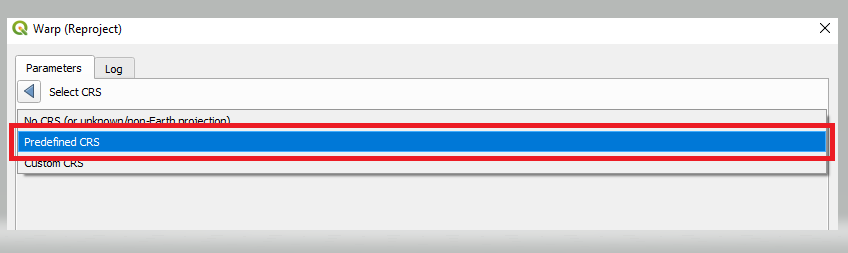 Warp (Reproject)
Parameters
Log
Select CRS
No CRS (or unknown/non-Earth projection)
Predefined CRS
Custom CRS